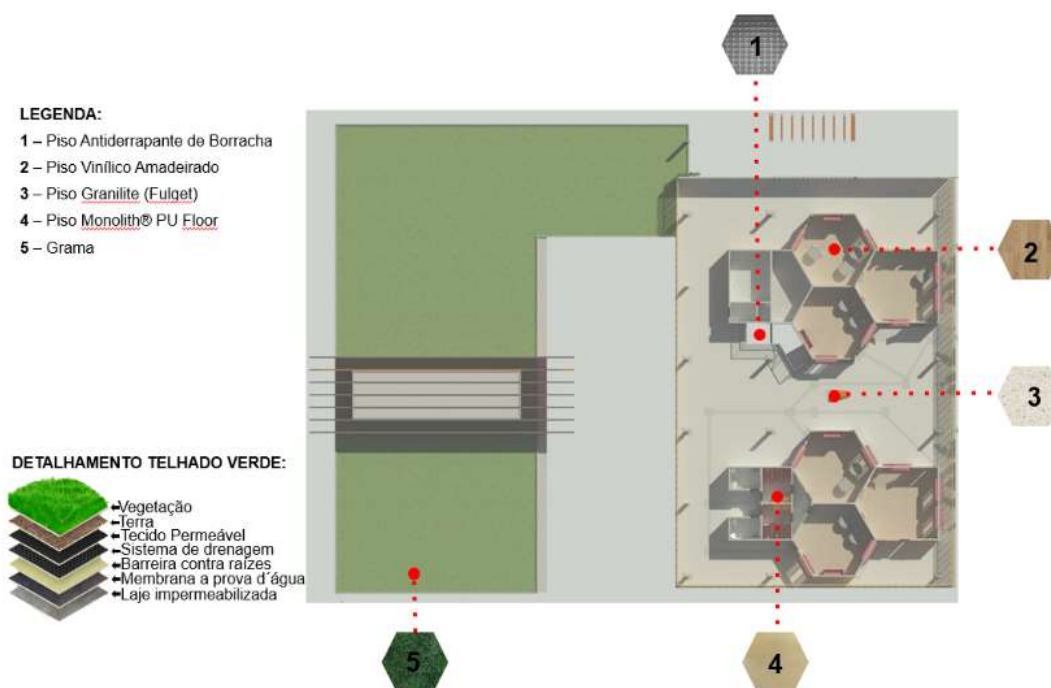 1
LEGENDA:
1 – Piso Antiderrapante de Borracha
2 – Piso Vinílico Amadeirado
3 – Piso Granilite (Fulget)
4 – Piso Monolith® PU Floor
5 – Grama
2
3
DETALHAMENTO TELHADO VERDE:
Vegetação
Terra
Tecido Permeável
Sistema de drenagem
Barreira contra raízes
Membrana a prova d´água
Laje impermeabilizada
5
4